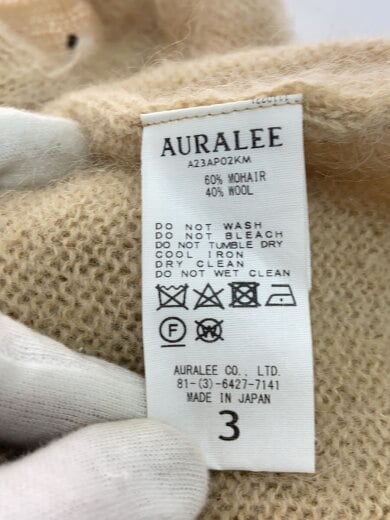 AURALEE
A23AP02KM
60% MOHAIR
40% WOOL
DO NOT WASH
DO NOT BLEACH
DO NOT TUMBLE DRY
COOL IRON
DRY CLEAN
DO NOT WET CLEAN
F
W
AURALEE CO., LTD.
81-(3)-6427-7141
MADE IN JAPAN
3